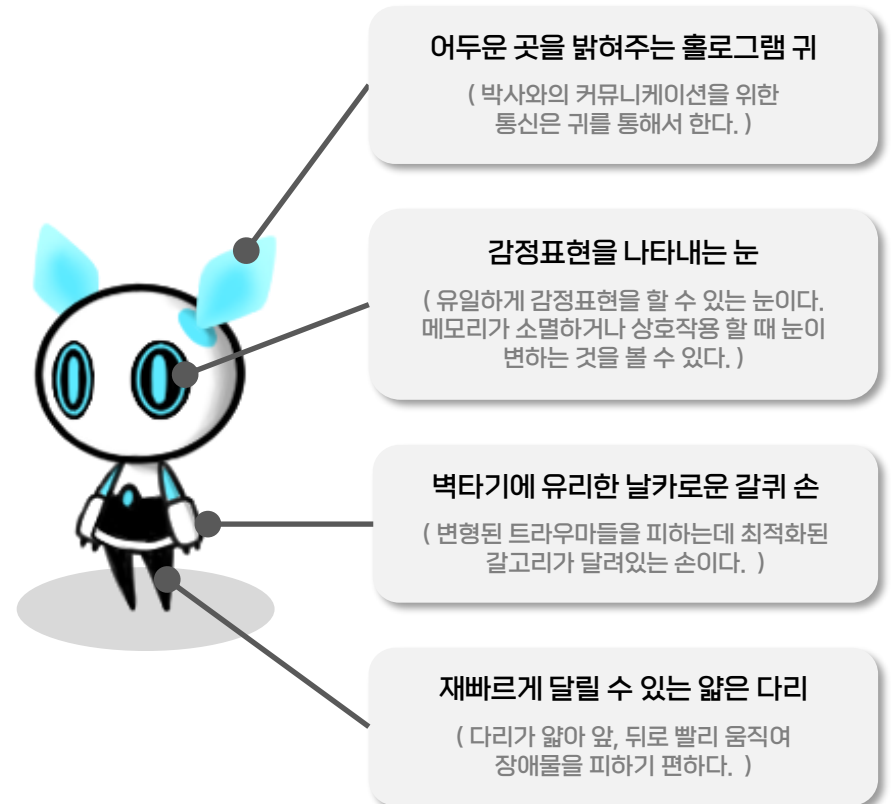 어두운 곳을 밝혀주는 홀로그램 귀
( 박사와의 커뮤니케이션을 위한
통신은 귀를 통해서 한다. )
감정표현을 나타내는 눈
( 유일하게 감정표현을 할 수 있는 눈이다.
메모리가 소멸하거나 상호작용 할 때 눈이
변하는 것을 볼 수 있다. )
벽타기에 유리한 날카로운 갈퀴 손
( 변형된 트라우마들을 피하는데 최적화된
갈고리가 달려있는 손이다. )
재빠르게 달릴 수 있는 얇은 다리
( 다리가 얇아 앞, 뒤로 빨리 움직여
장애물을 피하기 편하다. )